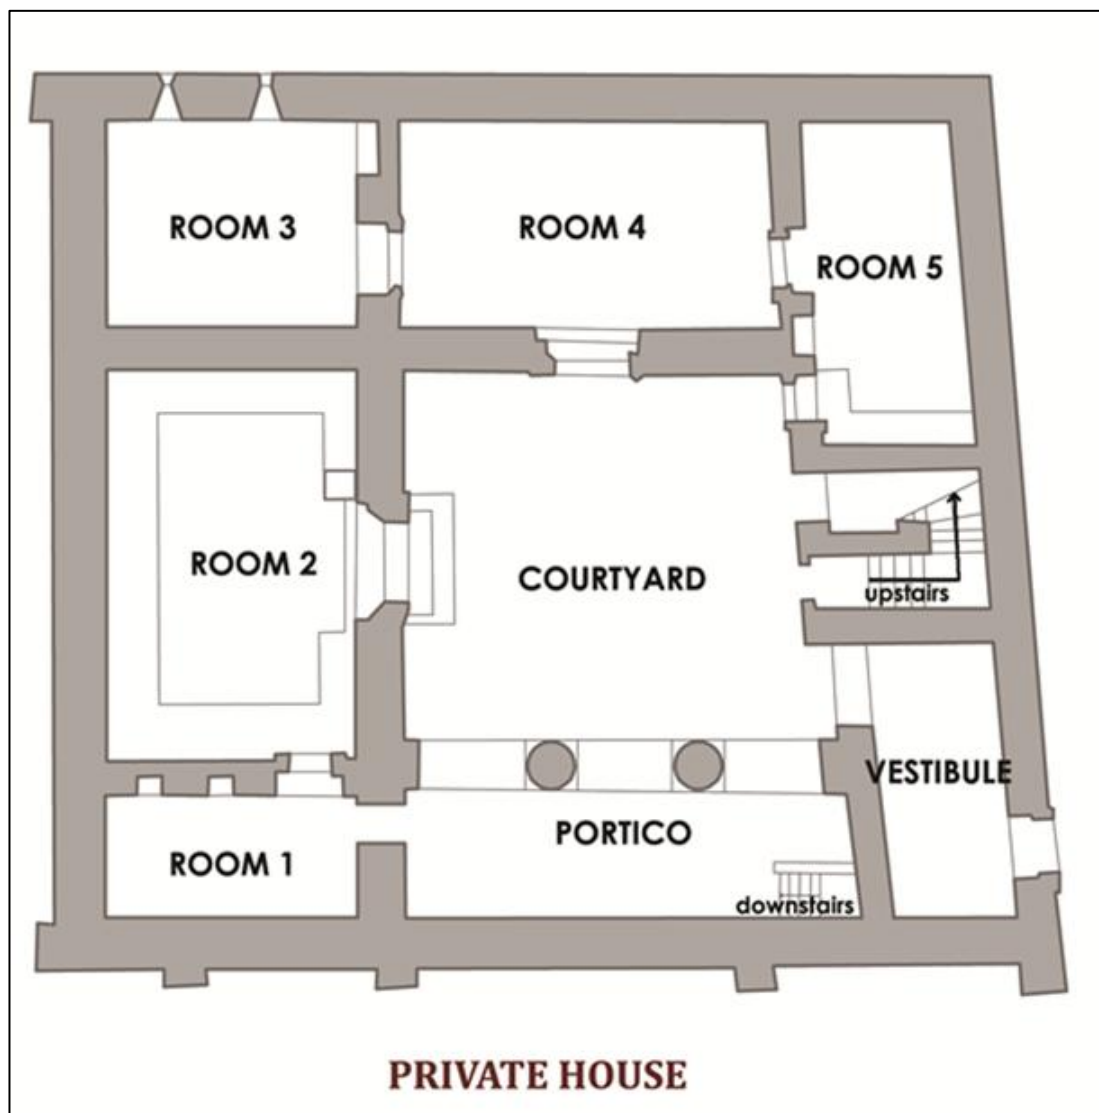 ROOM 3
ROOM 4
ROOM 5
ROOM 2
COURTYARD
upstairs
VESTIBULE
PORTICO
ROOM 1
downstairs
PRIVATE HOUSE